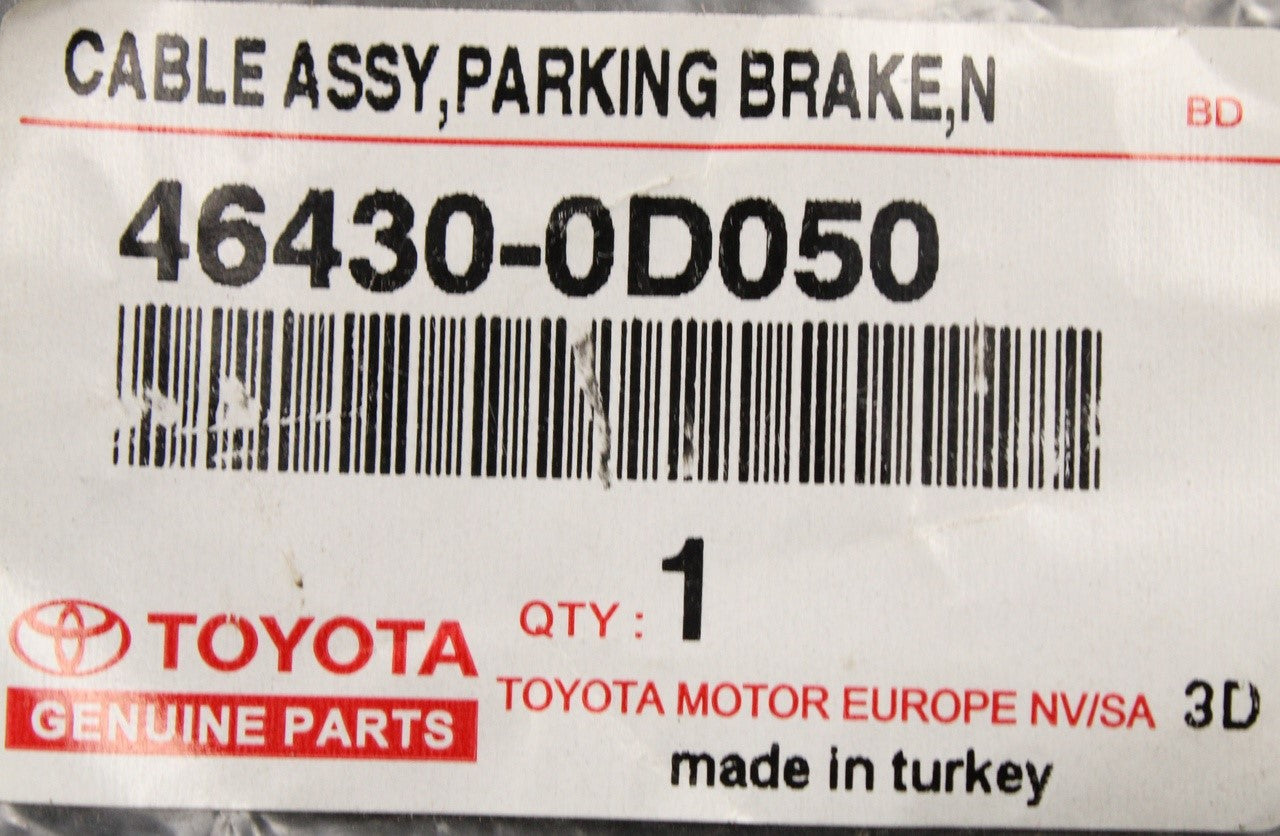 CABLE ASSY,PARKING BRAKE,N
BD
46430-0D050
QTY : 1
TOYOTA
GENUINE PARTS
TOYOTA MOTOR EUROPE NV/SA 3D
made in turkey